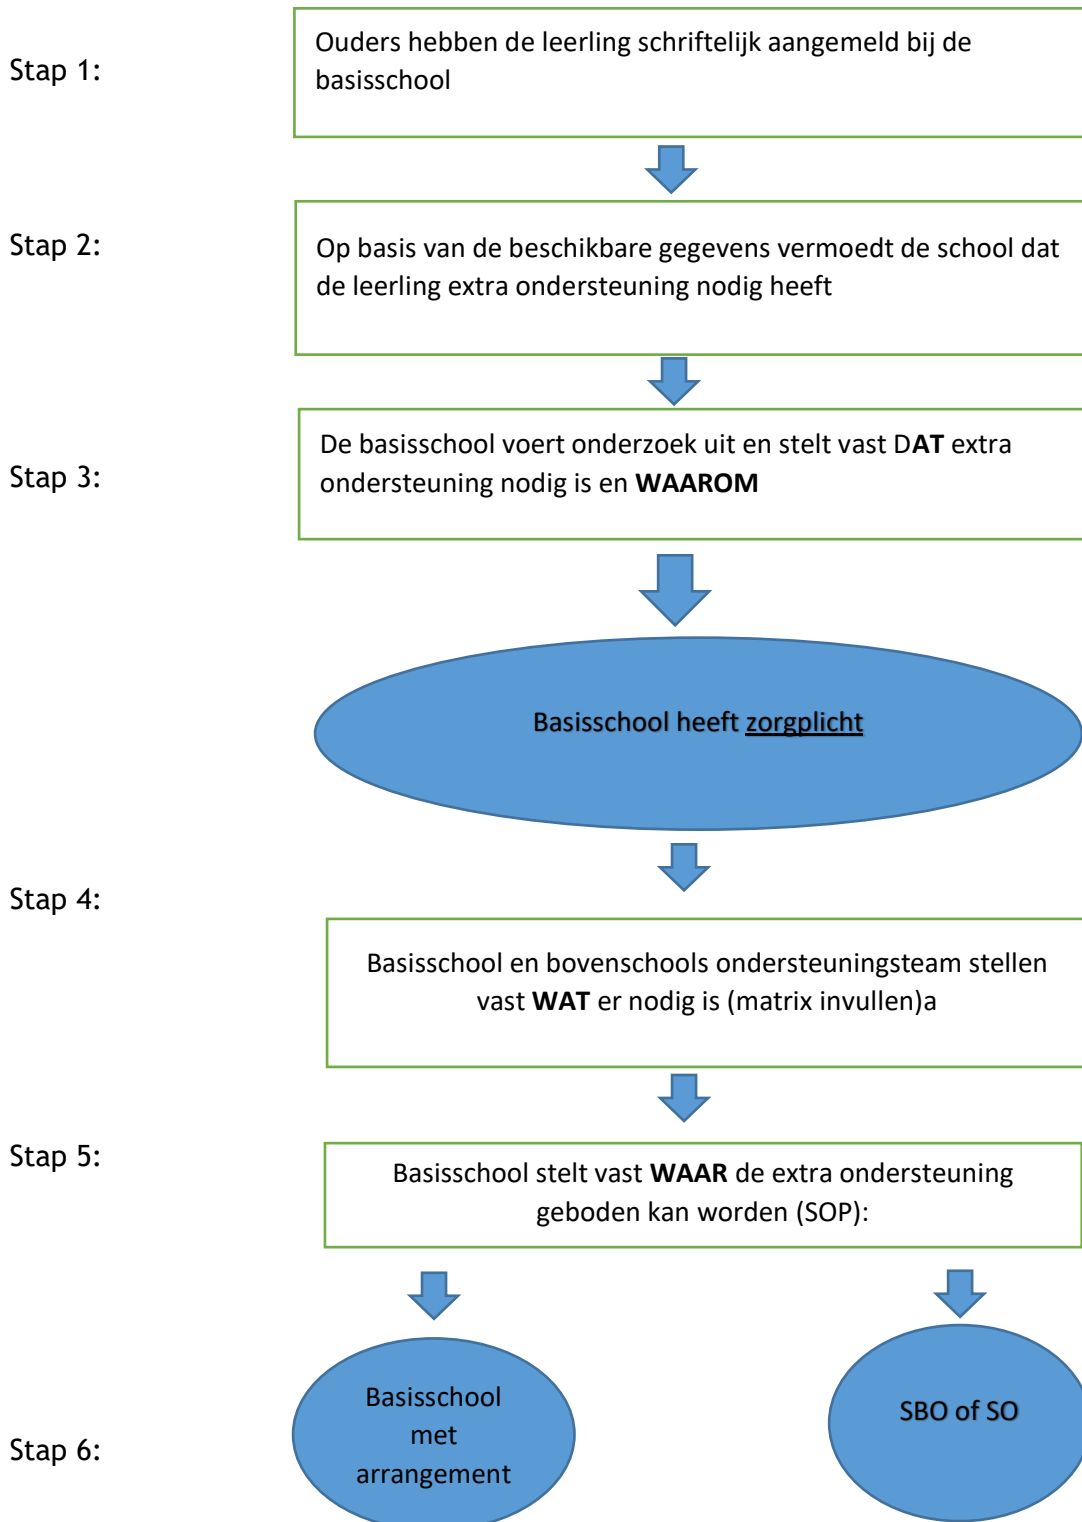 Stap 1:
Ouders hebben de leerling schriftelijk aangemeld bij de
basisschool
Stap 2:
Op basis van de beschikbare gegevens vermoedt de school dat
de leerling extra ondersteuning nodig heeft
Stap 3:
De basisschool voert onderzoek uit en stelt vast DAT extra
ondersteuning nodig is en WAAROM
Basisschool heeft zorgplicht
Stap 4:
Basisschool en bovenschools ondersteuningsteam stellen
vast WAT er nodig is (matrix invullen)a
Stap 5:
Basisschool stelt vast WAAR de extra ondersteuning
geboden kan worden (SOP):
Stap 6:
Basisschool
met
arrangement
SBO of SO